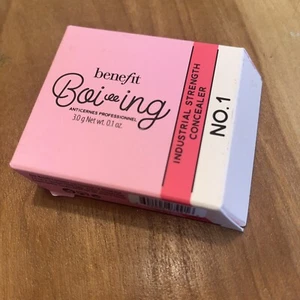 benefit
Boi-ing
ANTICERNES PROFESSIONNEL
3.0 g Net wt. 0.1 oz.
INDUSTRIAL STRENGTH
CONCEALER
NO.1